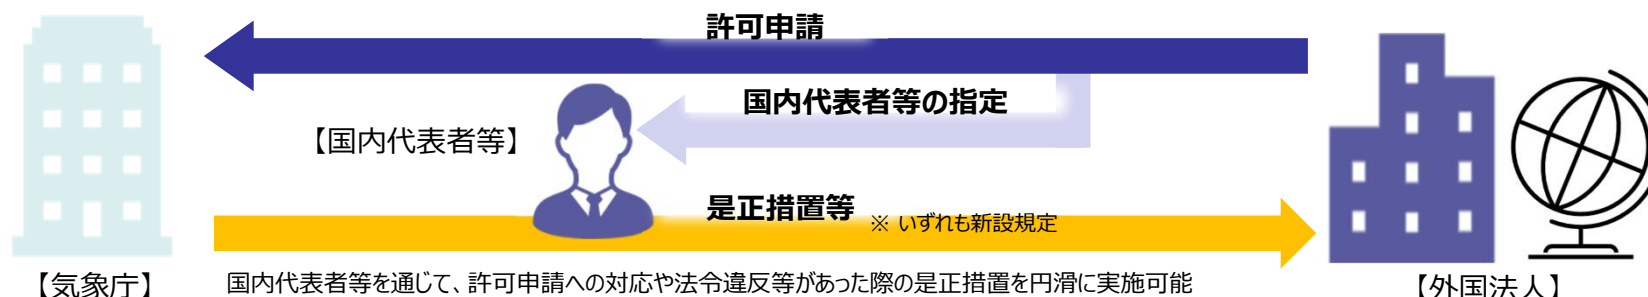 許可申請
国内代表者等の指定
【国内代表者等】
是正措置等
※ いずれも新設規定
【気象庁】
国内代表者等を通じて、許可申請への対応や法令違反等があった際の是正措置を円滑に実施可能
【外国法人】